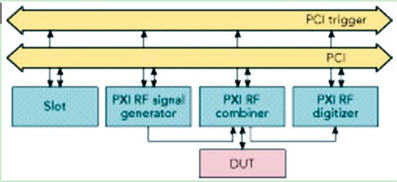 PCI trigger
PCI
Slot
PXI RF signal
generator
PXI RF
combiner
PXI RF
digitizer
DUT